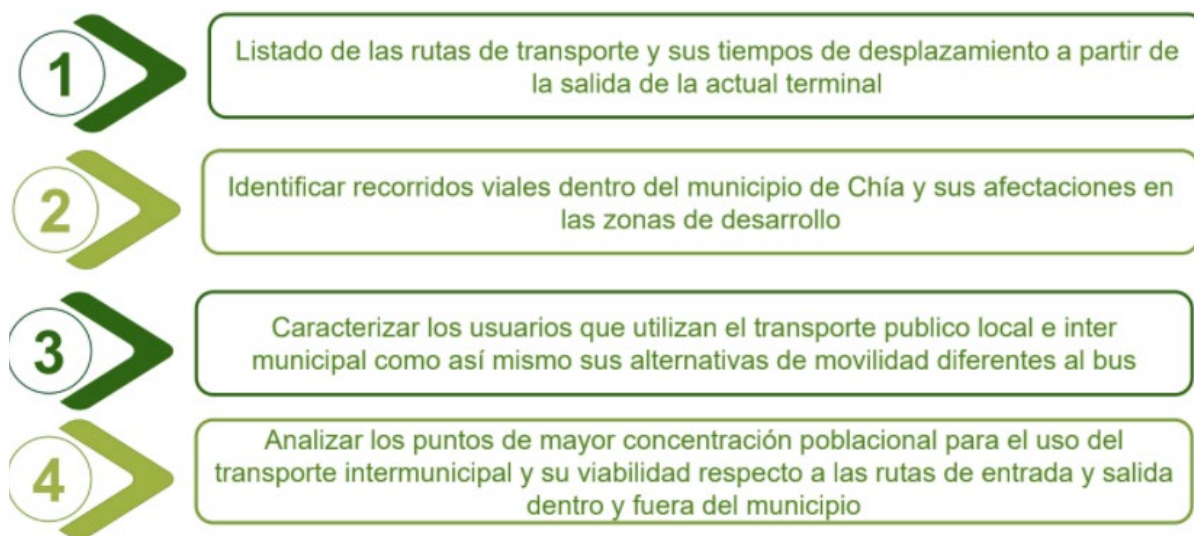 1
Listado de las rutas de transporte y sus tiempos de desplazamiento a partir de
la salida de la actual terminal
2
Identificar recorridos viales dentro del municipio de Chía y sus afectaciones en
las zonas de desarrollo
3
Caracterizar los usuarios que utilizan el transporte publico local e inter
municipal como así mismo sus alternativas de movilidad diferentes al bus
4
Analizar los puntos de mayor concentración poblacional para el uso del
transporte intermunicipal y su viabilidad respecto a las rutas de entrada y salida
dentro y fuera del municipio